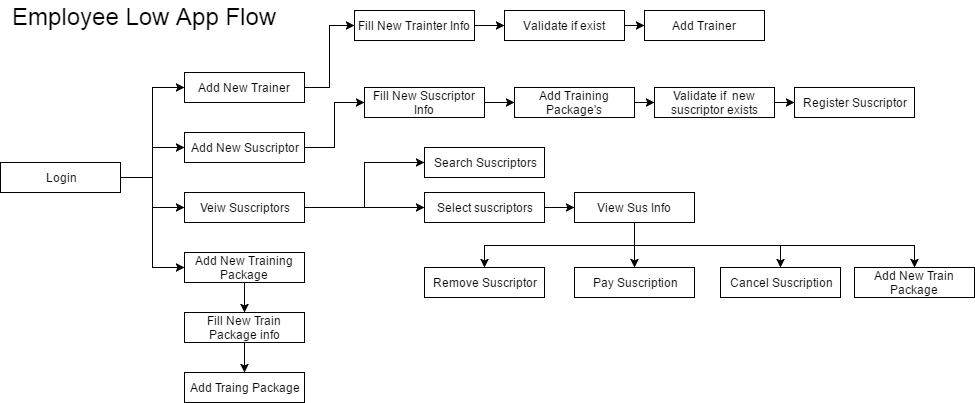 Employee Low App Flow
Fill New Trainter Info
Validate if exist
Add Trainer
Add New Trainer
Fill New Suscriptor
Info
Add Training
Package's
Validate if  new
suscriptor exists
Register Suscriptor
Add New Suscriptor
Search Suscriptors
Login
Veiw Suscriptors
Select suscriptors
View Sus Info
Add New Training
Package
Remove Suscriptor
Pay Suscription
Cancel Suscription
Add New Train
Package
Fill New Train
Package info
Add Traing Package